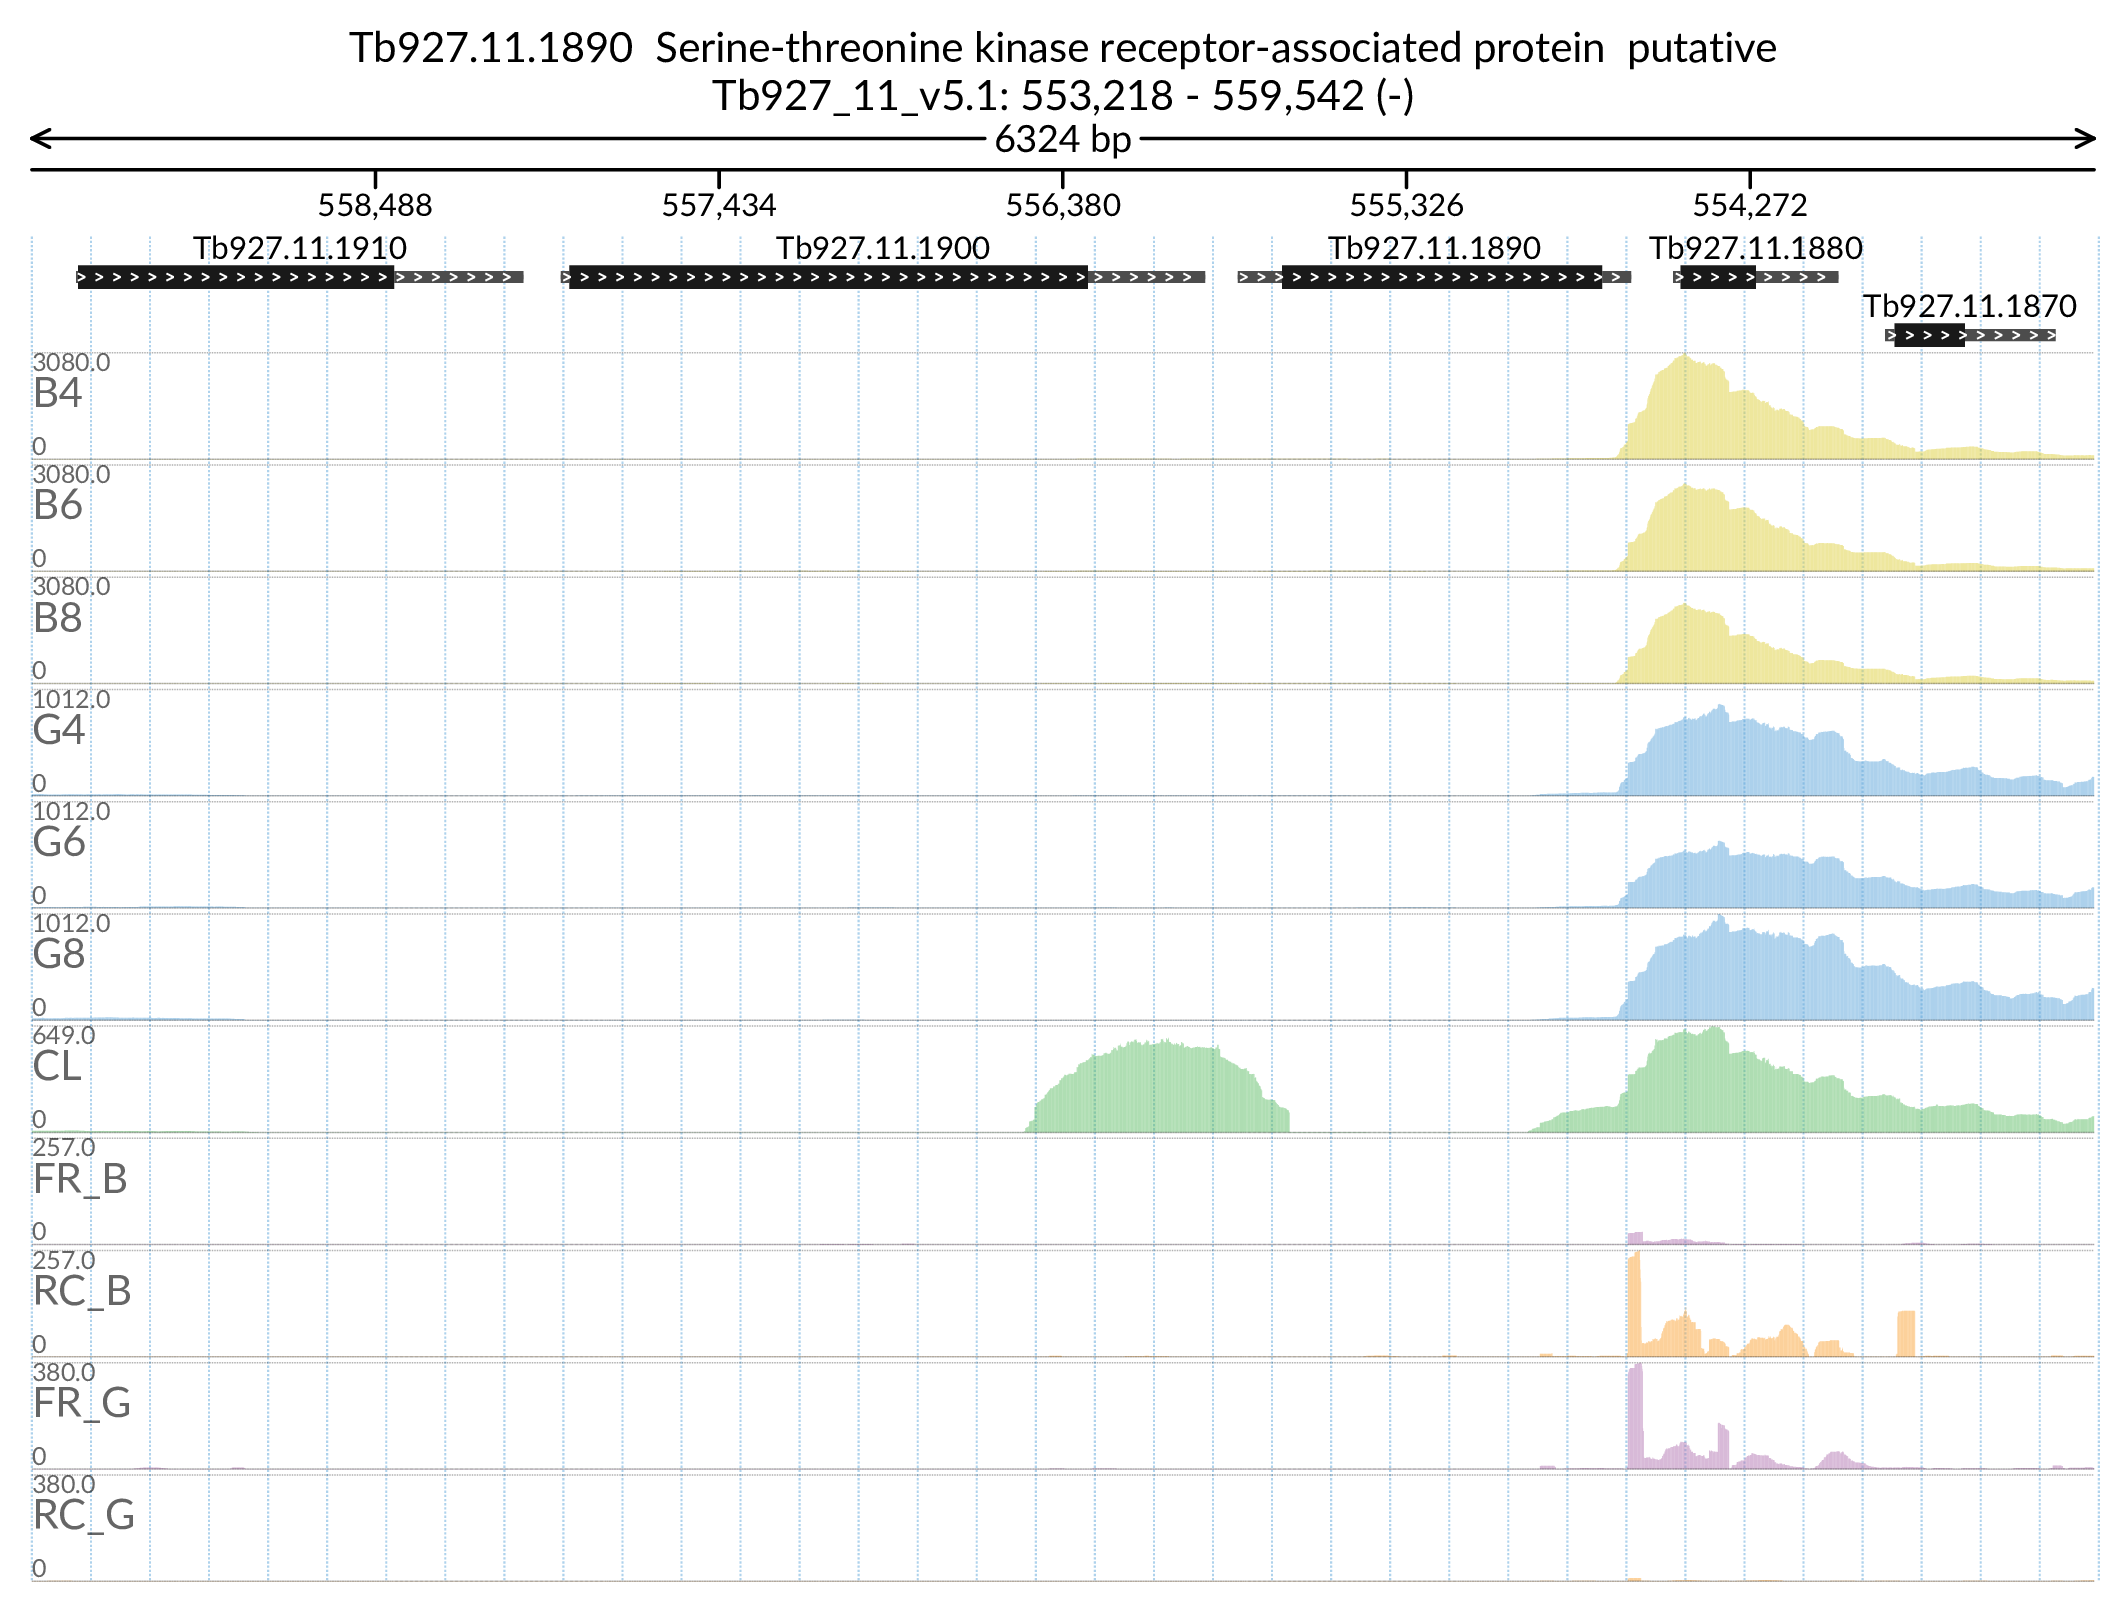 Tb927.11.1890  Serine-threonine kinase receptor-associated protein  putative
Tb927_11_v5.1: 553,218 - 559,542 (-)
6324 bp
558,488 557,434 556,380 555,326 554,272
Tb927.11.1910 Tb927.11.1900 Tb927.11.1890 Tb927.11.1880
Tb927.11.1870
3080.0
B4
0
3080.0
B6
0
3080.0
B8
0
1012.0
G4
0
1012.0
G6
0
1012.0
G8
0
649.0
CL
0
257.0
FR_B
0
257.0
RC_B
0
380.0
FR_G
0
380.0
RC_G
0